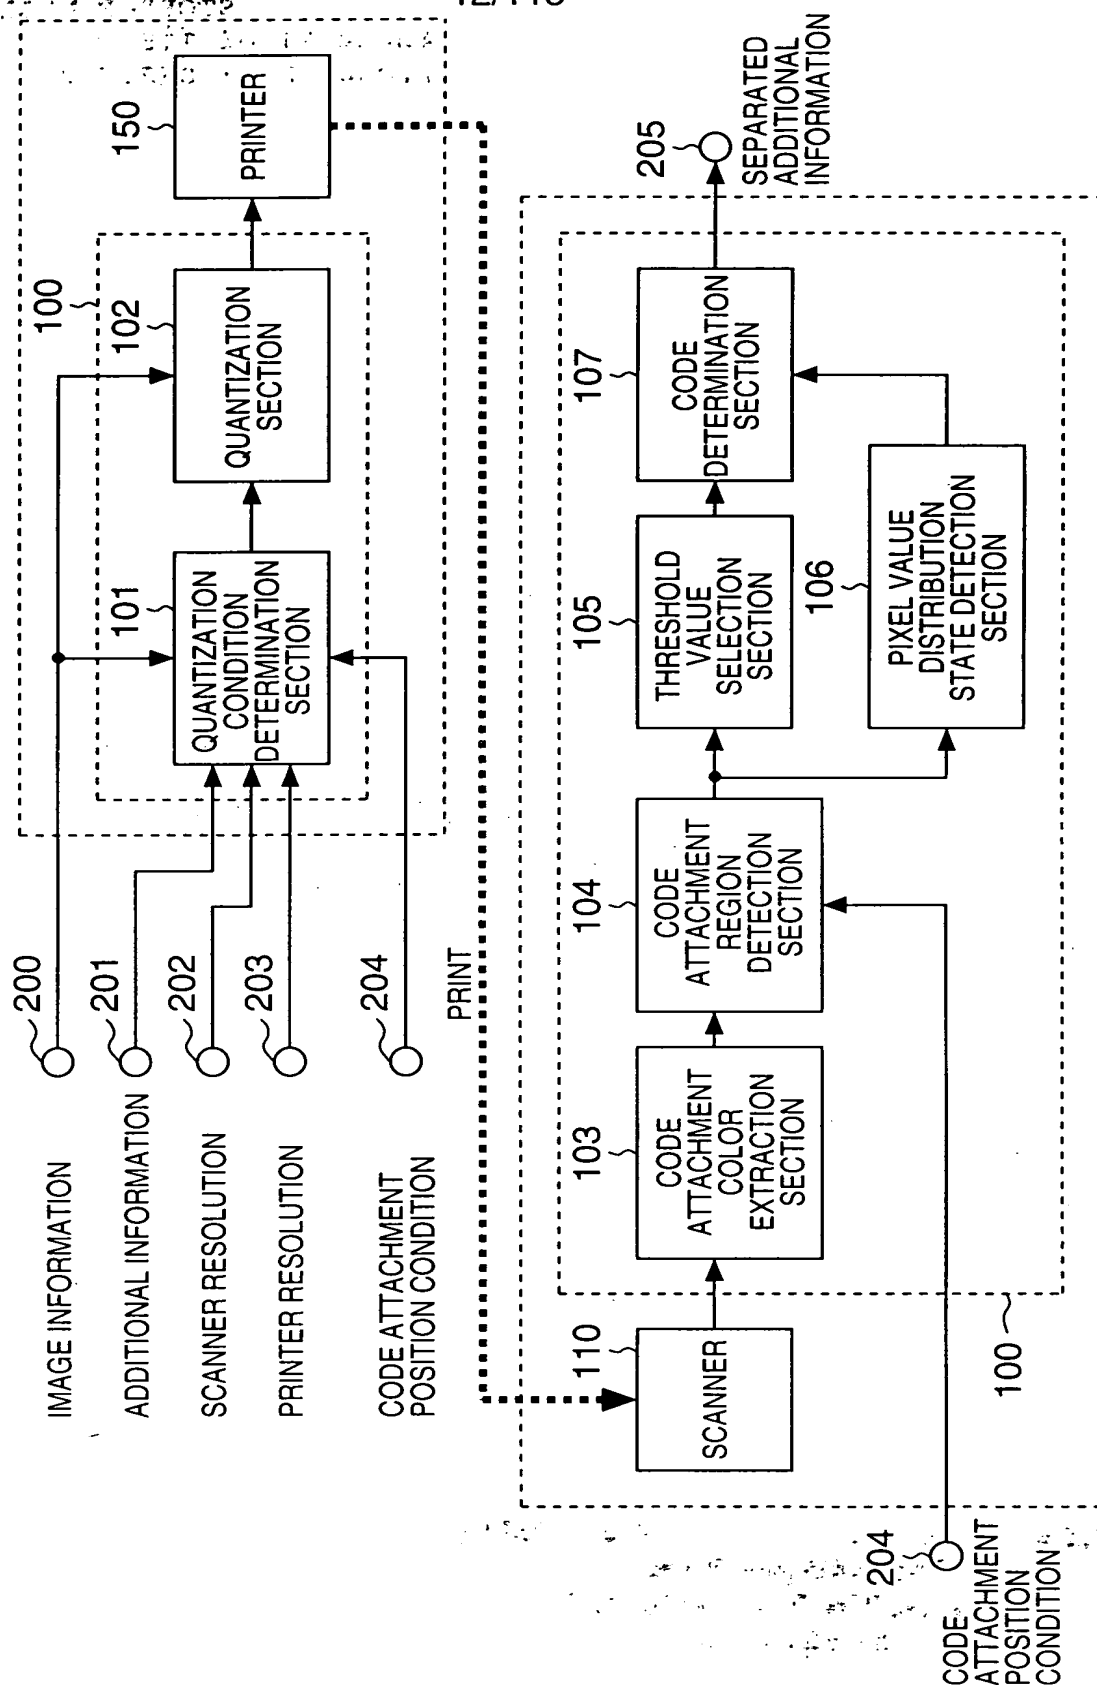 12/113
IMAGE INFORMATION
200
ADDITIONAL INFORMATION
201
SCANNER RESOLUTION
202
PRINTER RESOLUTION
203
CODE ATTACHMENT
POSITION CONDITION
204
100
101
QUANTIZATION
CONDITION
DETERMINATION
SECTION
102
QUANTIZATION
SECTION
150
PRINTER
PRINT
110
SCANNER
103
CODE
ATTACHMENT
COLOR
EXTRACTION
SECTION
104
CODE
ATTACHMENT
REGION
DETECTION
SECTION
105
THRESHOLD
VALUE
SELECTION
SECTION
106
PIXEL VALUE
DISTRIBUTION
STATE DETECTION
SECTION
107
CODE
DETERMINATION
SECTION
205
SEPARATED
ADDITIONAL
INFORMATION
100
204
CODE
ATTACHMENT
POSITION
CONDITION